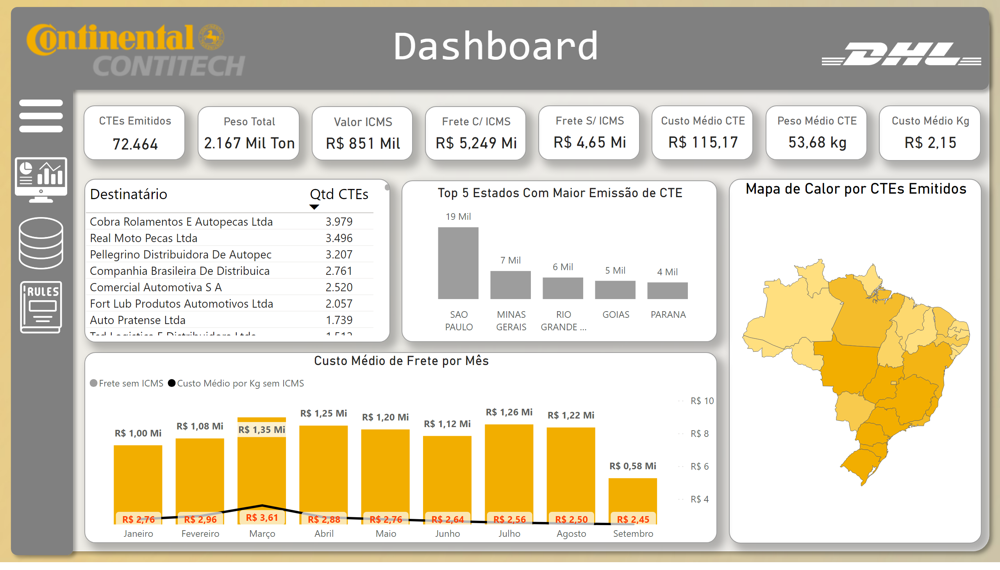 Continental
CONTITECH
Dashboard
DHL
CTEs Emitidos
72.464
Peso Total
2.167 Mil Ton
Valor ICMS
R$ 851 Mil
Frete C/ ICMS
R$ 5,249 Mi
Frete S/ ICMS
R$ 4,65 Mi
Custo Médio CTE
R$ 115,17
Peso Médio CTE
53,68 kg
Custo Médio Kg
R$ 2,15
RULES
Destinatário Qtd CTEs
Cobra Rolamentos E Autopecas Ltda 3.979
Real Moto Pecas Ltda 3.496
Pellegrino Distribuidora De Autopec 3.207
Companhia Brasileira De Distribuica 2.761
Comercial Automotiva S A 2.520
Fort Lub Produtos Automotivos Ltda 2.057
Auto Pratense Ltda 1.739
Top 5 Estados Com Maior Emissão de CTE
19 Mil
7 Mil
6 Mil
5 Mil
4 Mil
SAO
PAULO
MINAS
GERAIS
RIO
GRANDE ...
GOIAS
PARANA
Mapa de Calor por CTEs Emitidos
Custo Médio de Frete por Mês
Frete sem ICMS Custo Médio por Kg sem ICMS
R$ 1,00 Mi
R$ 1,08 Mi
R$ 1,35 Mi
R$ 1,25 Mi
R$ 1,20 Mi
R$ 1,12 Mi
R$ 1,26 Mi
R$ 1,22 Mi
R$ 0,58 Mi
R$ 10
R$ 8
R$ 6
R$ 4
R$ 2,76
R$ 2,96
R$ 3,61
R$ 2,88
R$ 2,76
R$ 2,64
R$ 2,56
R$ 2,50
R$ 2,45
Janeiro Fevereiro Março Abril Maio Junho Julho Agosto Setembro